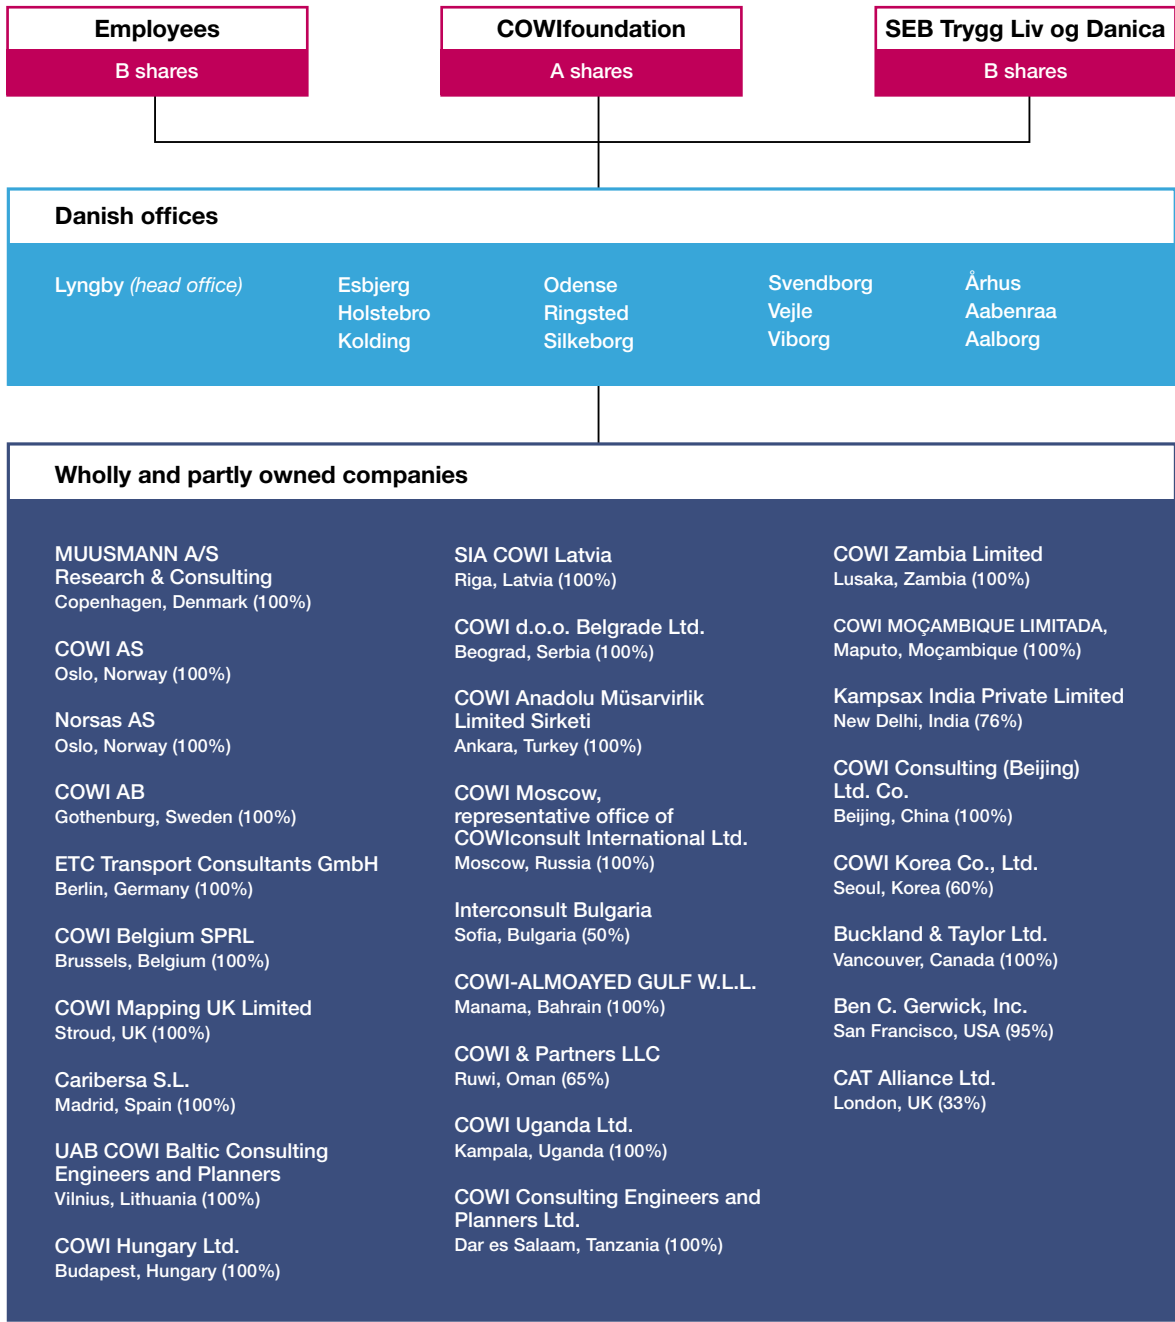 Employees
B shares
COWIfoundation
A shares
SEB Trygg Liv og Danica
B shares
Danish offices
Lyngby (head office)
Esbjerg
Holstebro
Kolding
Odense
Ringsted
Silkeborg
Svendborg
Vejle
Viborg
Århus
Aabenraa
Aalborg
Wholly and partly owned companies
MUUSMANN A/S
Research & Consulting
Copenhagen, Denmark (100%)
COWI AS
Oslo, Norway (100%)
Norsas AS
Oslo, Norway (100%)
COWI AB
Gothenburg, Sweden (100%)
ETC Transport Consultants GmbH
Berlin, Germany (100%)
COWI Belgium SPRL
Brussels, Belgium (100%)
COWI Mapping UK Limited
Stroud, UK (100%)
Caribersa S.L.
Madrid, Spain (100%)
UAB COWI Baltic Consulting
Engineers and Planners
Vilnius, Lithuania (100%)
COWI Hungary Ltd.
Budapest, Hungary (100%)
SIA COWI Latvia
Riga, Latvia (100%)
COWI d.o.o. Belgrade Ltd.
Beograd, Serbia (100%)
COWI Anadolu Müsarvirlik
Limited Sirketi
Ankara, Turkey (100%)
COWI Moscow,
representative office of
COWIconsult International Ltd.
Moscow, Russia (100%)
Interconsult Bulgaria
Sofia, Bulgaria (50%)
COWI-ALMOAYED GULF W.L.L.
Manama, Bahrain (100%)
COWI & Partners LLC
Ruwi, Oman (65%)
COWI Uganda Ltd.
Kampala, Uganda (100%)
COWI Consulting Engineers and
Planners Ltd.
Dar es Salaam, Tanzania (100%)
COWI Zambia Limited
Lusaka, Zambia (100%)
COWI MOÇAMBIQUE LIMITADA,
Maputo, Moçambique (100%)
Kampsax India Private Limited
New Delhi, India (76%)
COWI Consulting (Beijing)
Ltd. Co.
Beijing, China (100%)
COWI Korea Co., Ltd.
Seoul, Korea (60%)
Buckland & Taylor Ltd.
Vancouver, Canada (100%)
Ben C. Gerwick, Inc.
San Francisco, USA (95%)
CAT Alliance Ltd.
London, UK (33%)